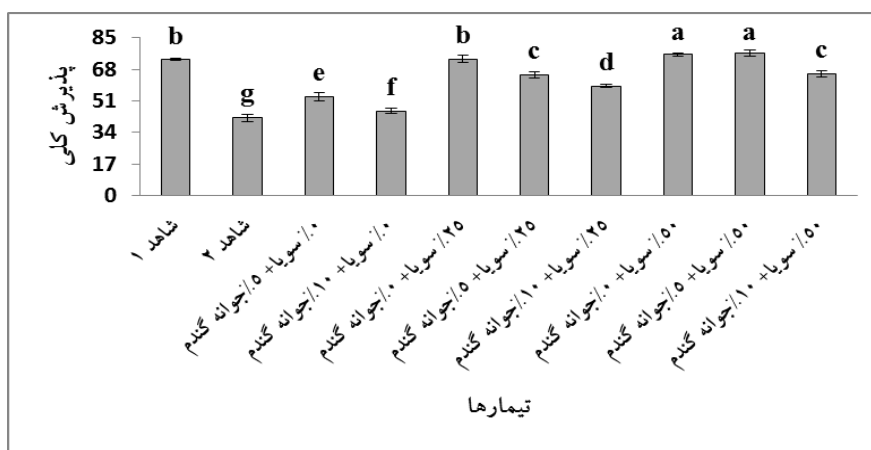 پذیرش کلی
85
68
51
34
17
0
b
g
e
f
b
c
d
a
a
c
شاهد ۱
شاهد ۲
۰٪ سویا+ ۵٪جوانه گندم
۰٪ سویا+ ۱۰٪جوانه گندم
۲۵٪ سویا+ ۰٪جوانه گندم
۲۵٪ سویا+ ۵٪جوانه گندم
۲۵٪ سویا+ ۱۰٪جوانه گندم
۵۰٪ سویا+ ۰٪جوانه گندم
۵۰٪ سویا+ ۵٪جوانه گندم
۵۰٪ سویا+ ۱۰٪جوانه گندم
تیمارها